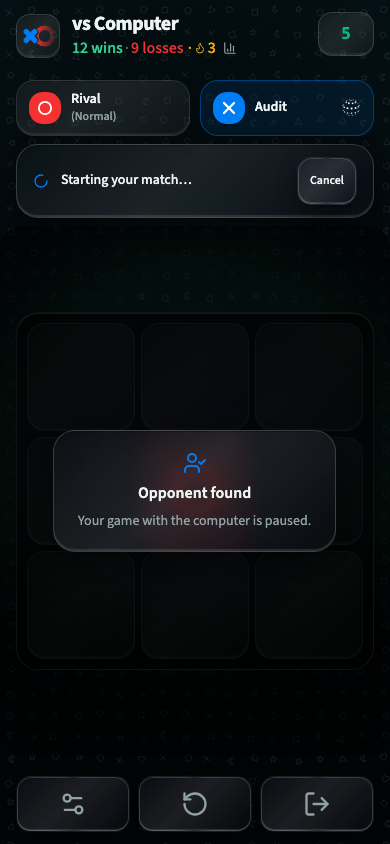 vs Computer
12 wins · 9 losses · 3
5
Rival
(Normal)
Audit
Starting your match…
Cancel
Opponent found
Your game with the computer is paused.